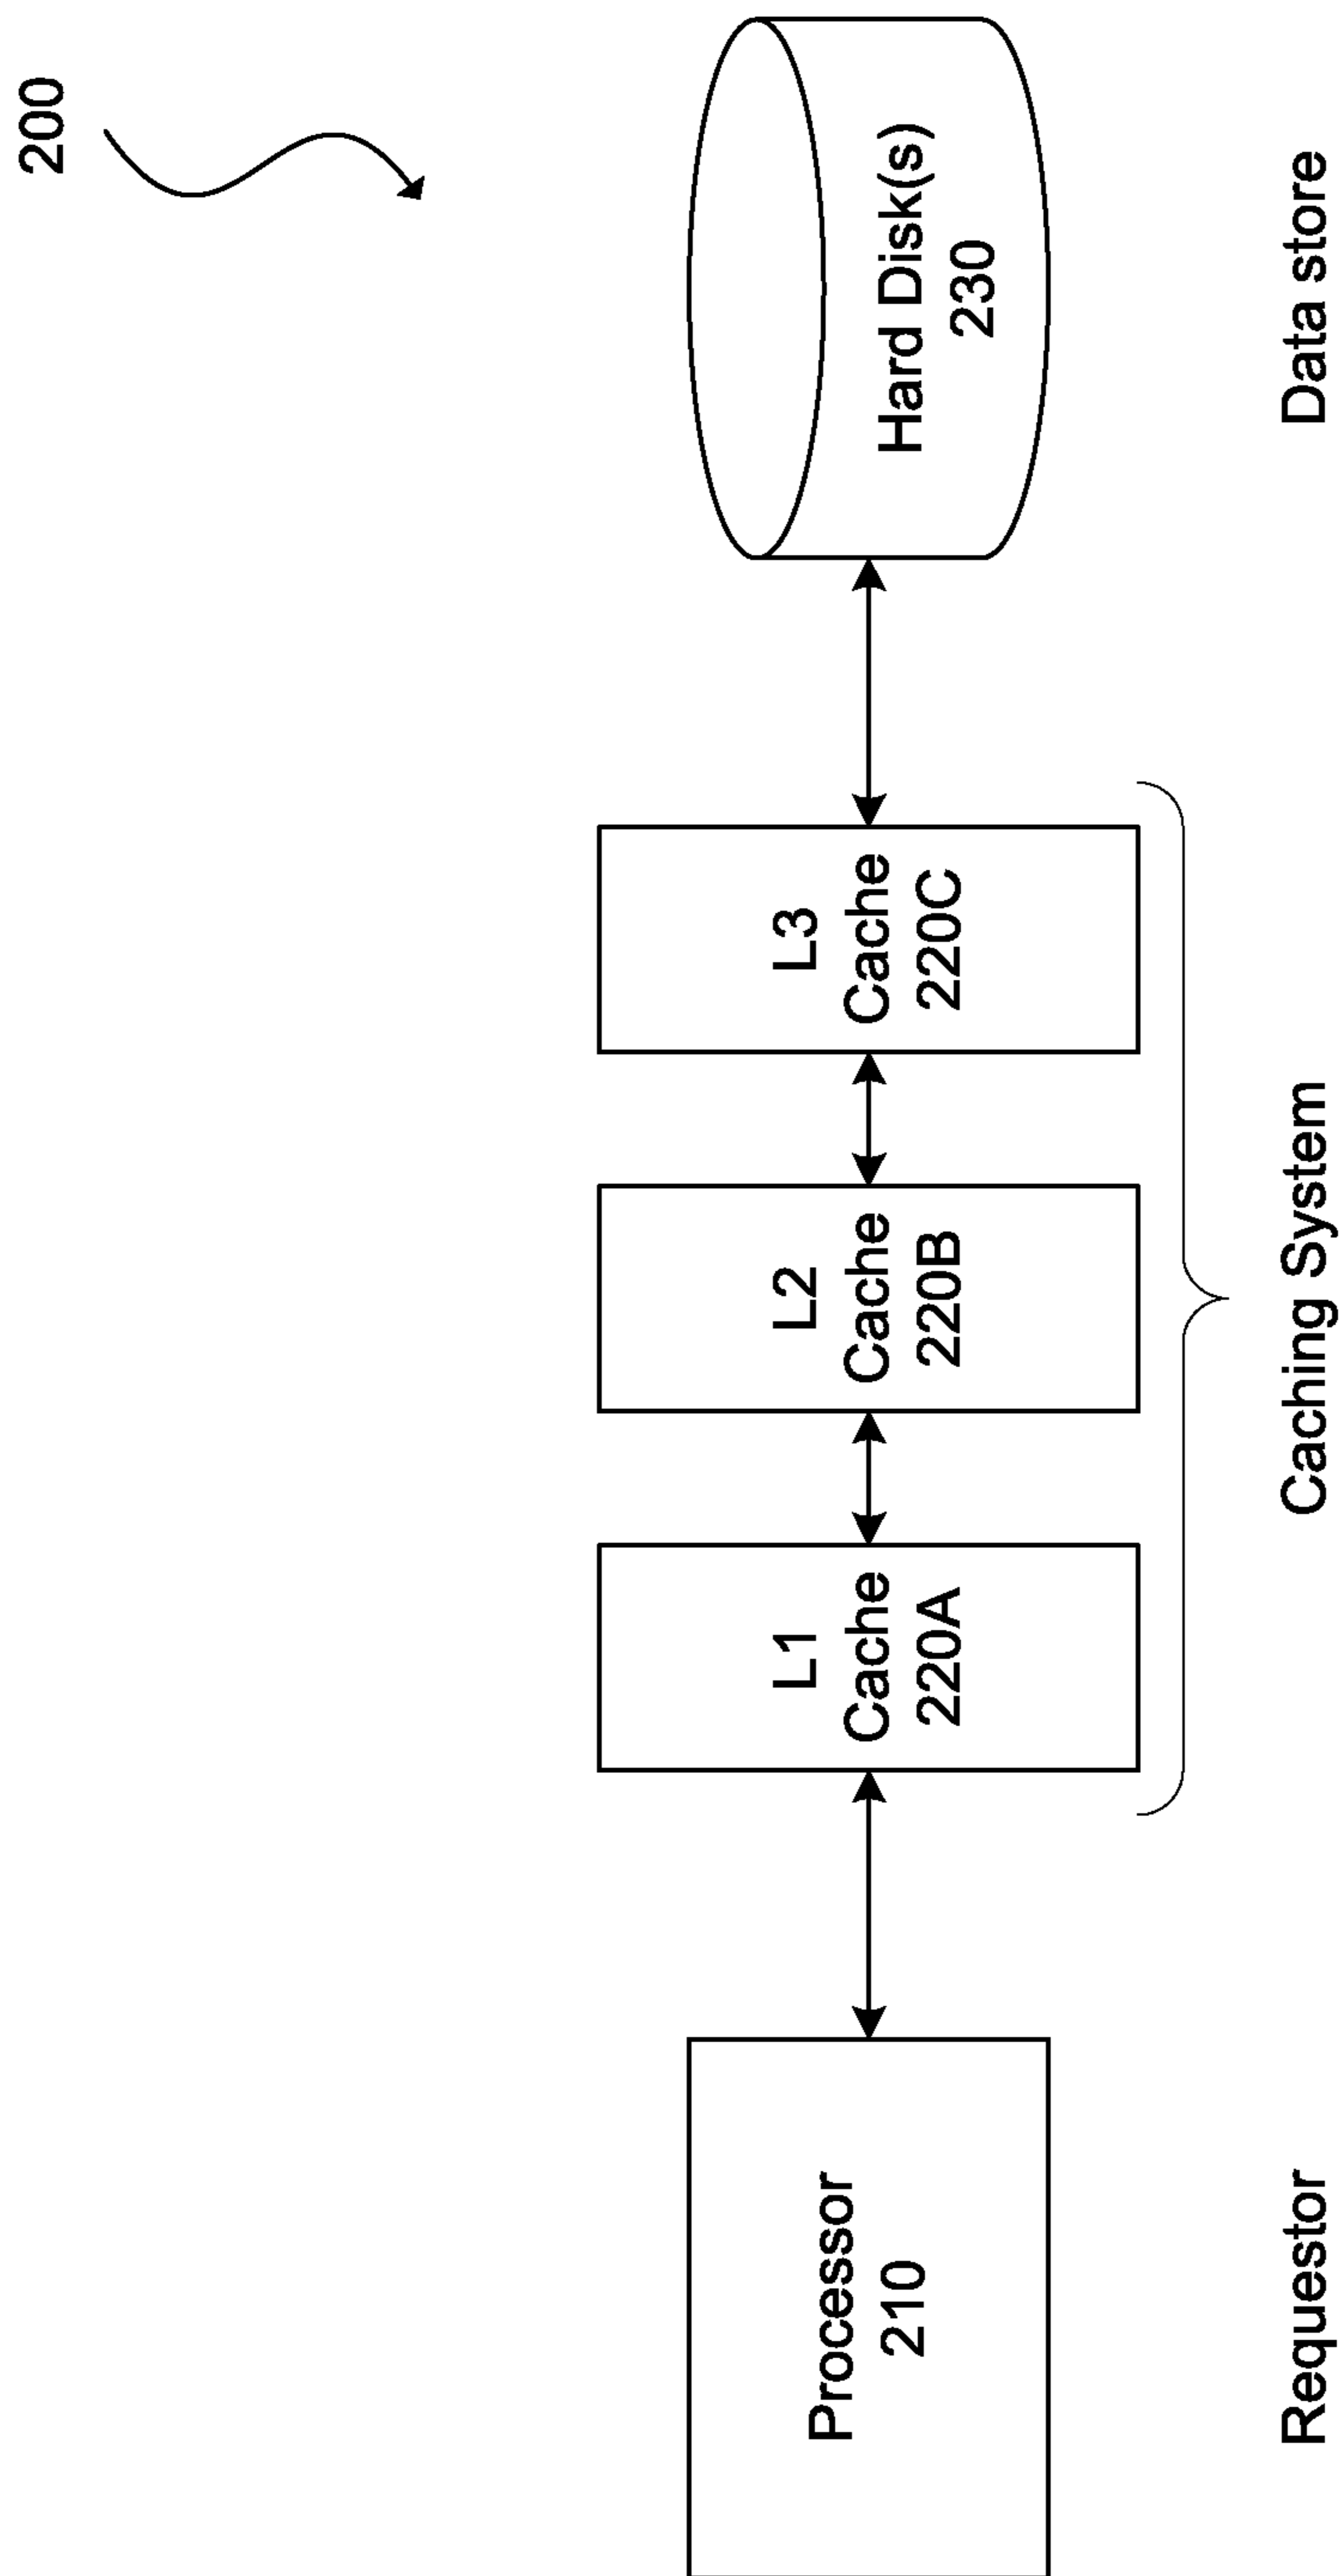 200
Processor
210
L1
Cache
220A
L2
Cache
220B
L3
Cache
220C
Hard Disk(s)
230
Requestor
Caching System
Data store